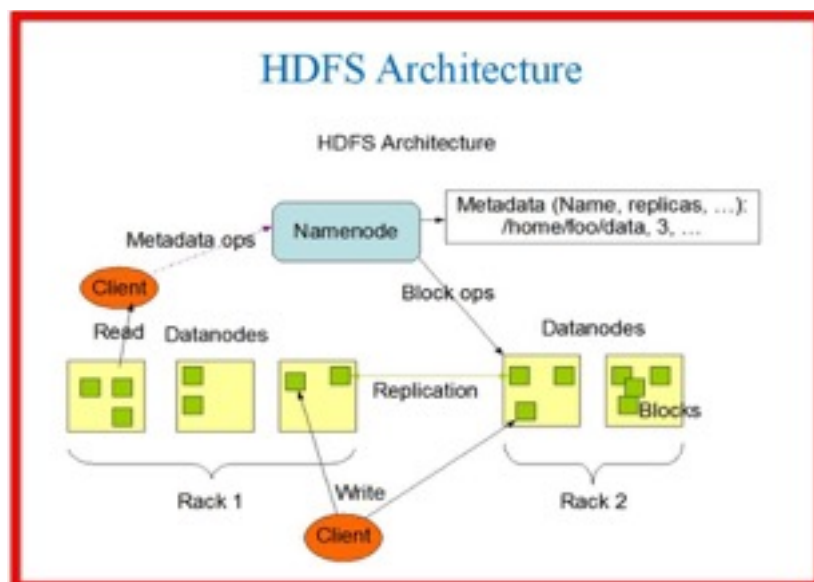 HDFS Architecture
HDFS Architecture
Metadata (Name, replicas, ...):
/home/foo/data, 3, ...
Namenode
Metadata ops
Client
Block ops
Read
Datanodes
Datanodes
Replication
Blocks
Rack 1
Write
Rack 2
Client